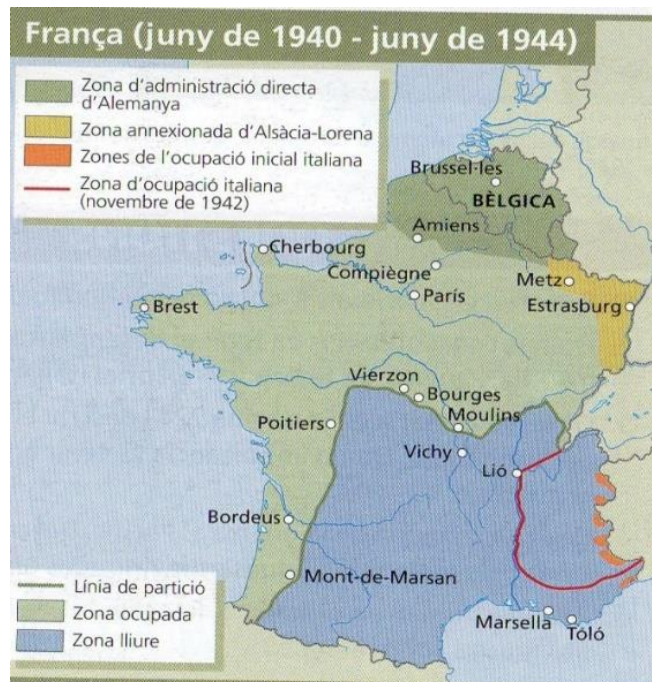 França (juny de 1940 - juny de 1944)
Zona d'administració directa
d'Alemanya
Zona annexionada d'Alsàcia-Lorena
Zones de l'ocupació inicial italiana
Zona d'ocupació italiana
(novembre de 1942)
Brussel·les
BÈLGICA
Amiens
Cherbourg
Compiègne
Metz
París
Estrasburg
Brest
Vierzon
Bourges
Moulins
Poitiers
Vichy
Lió
Bordeus
Mont-de-Marsan
Marsella
Toló
Línia de partició
Zona ocupada
Zona lliure